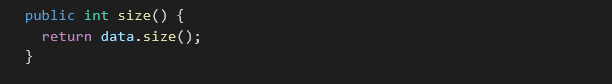 public int size() {
  return data.size();
}